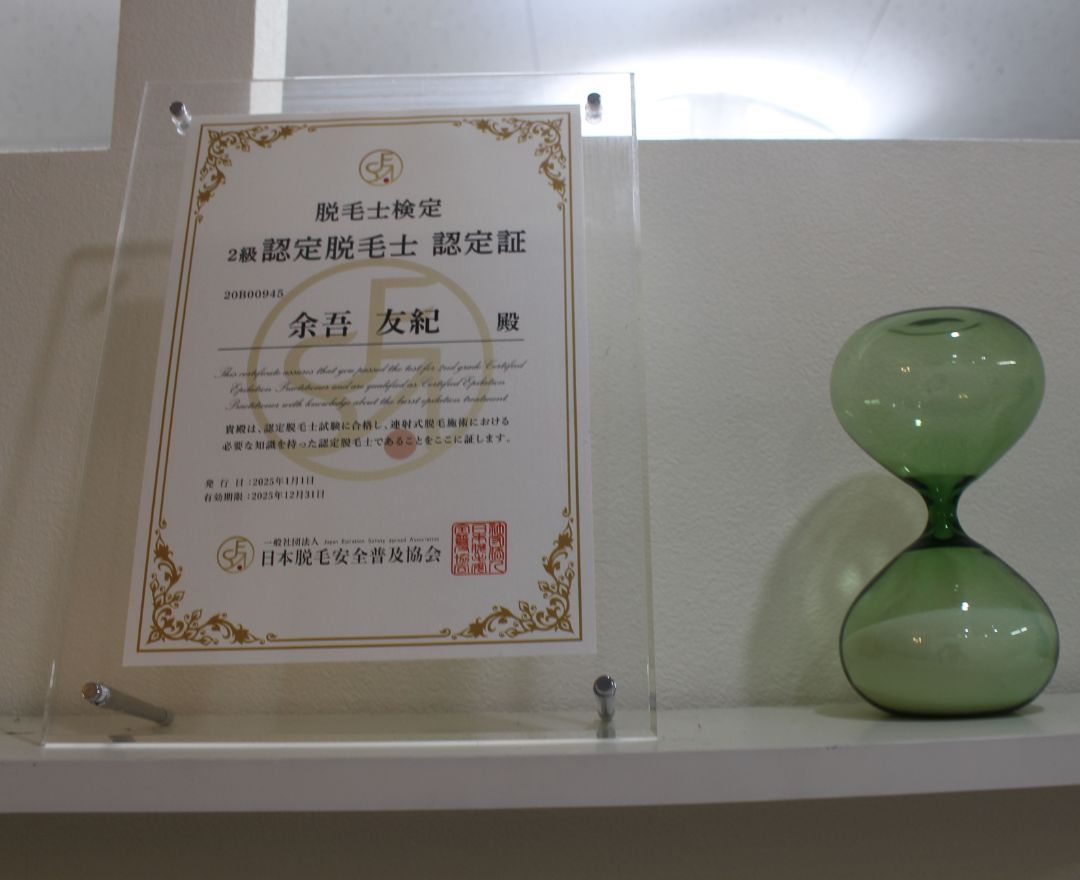 脱毛士検定
2級 認定脱毛士 認定証
20B00945
余吾 友紀 殿
This certificate assures that you passed the test for 2nd grade Certified
Epilation Practitioner and are qualified as Certified Epilation
Practitioner with knowledge about the burst epilation treatment
貴殿は、認定脱毛士試験に合格し、連射式脱毛施術における
必要な知識を持った認定脱毛士であることをここに証します。
発 行 日：2025年1月1日
有効期限：2025年12月31日
一般社団法人 Japan Epilation Safety spread Association
日本脱毛安全普及協会